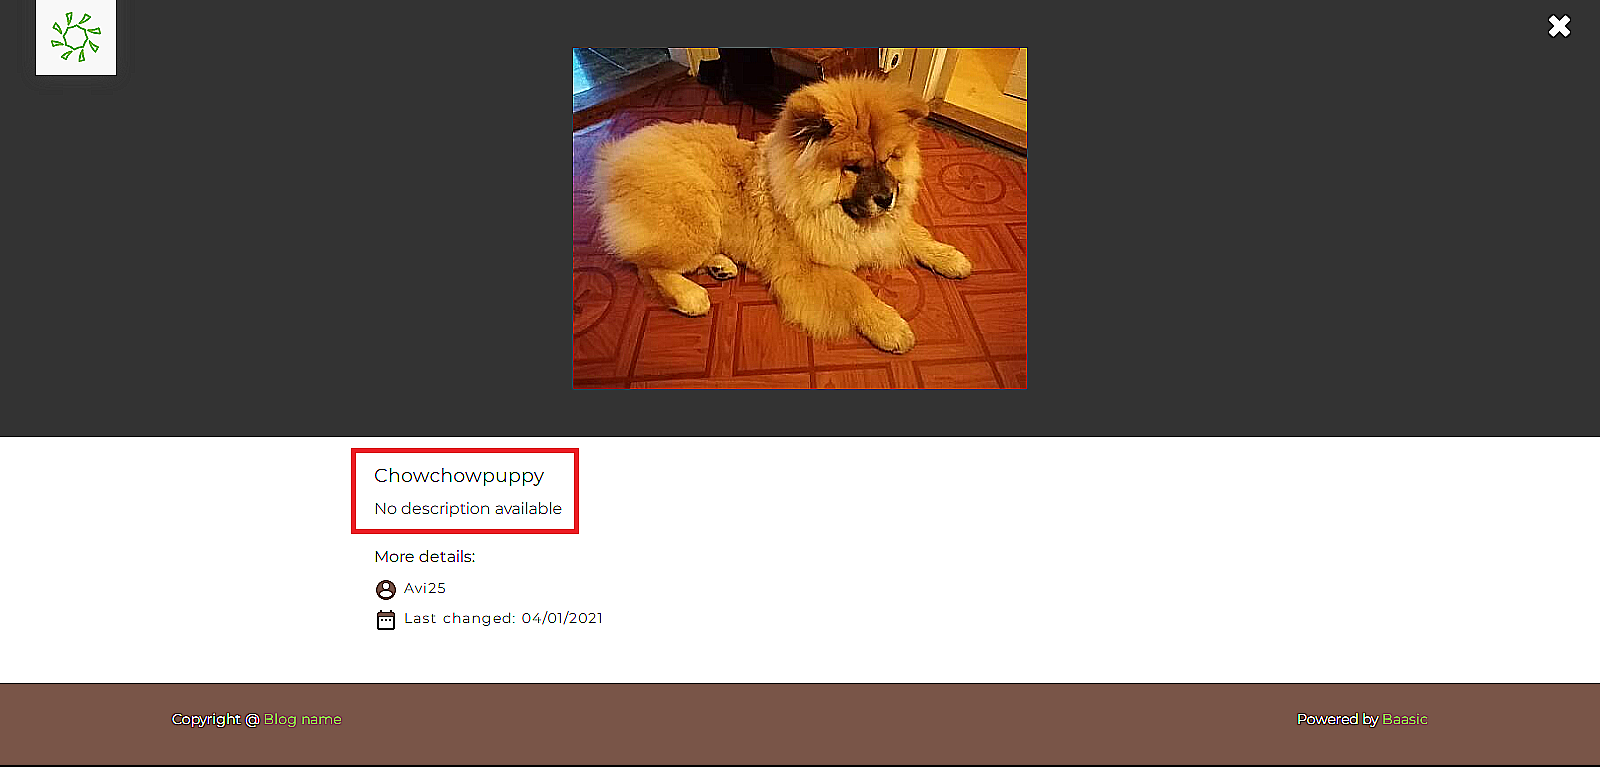 Chowchowpuppy
No description available
More details:
Avi25
Last changed: 04/01/2021
Copyright @ Blog name
Powered by Baasic